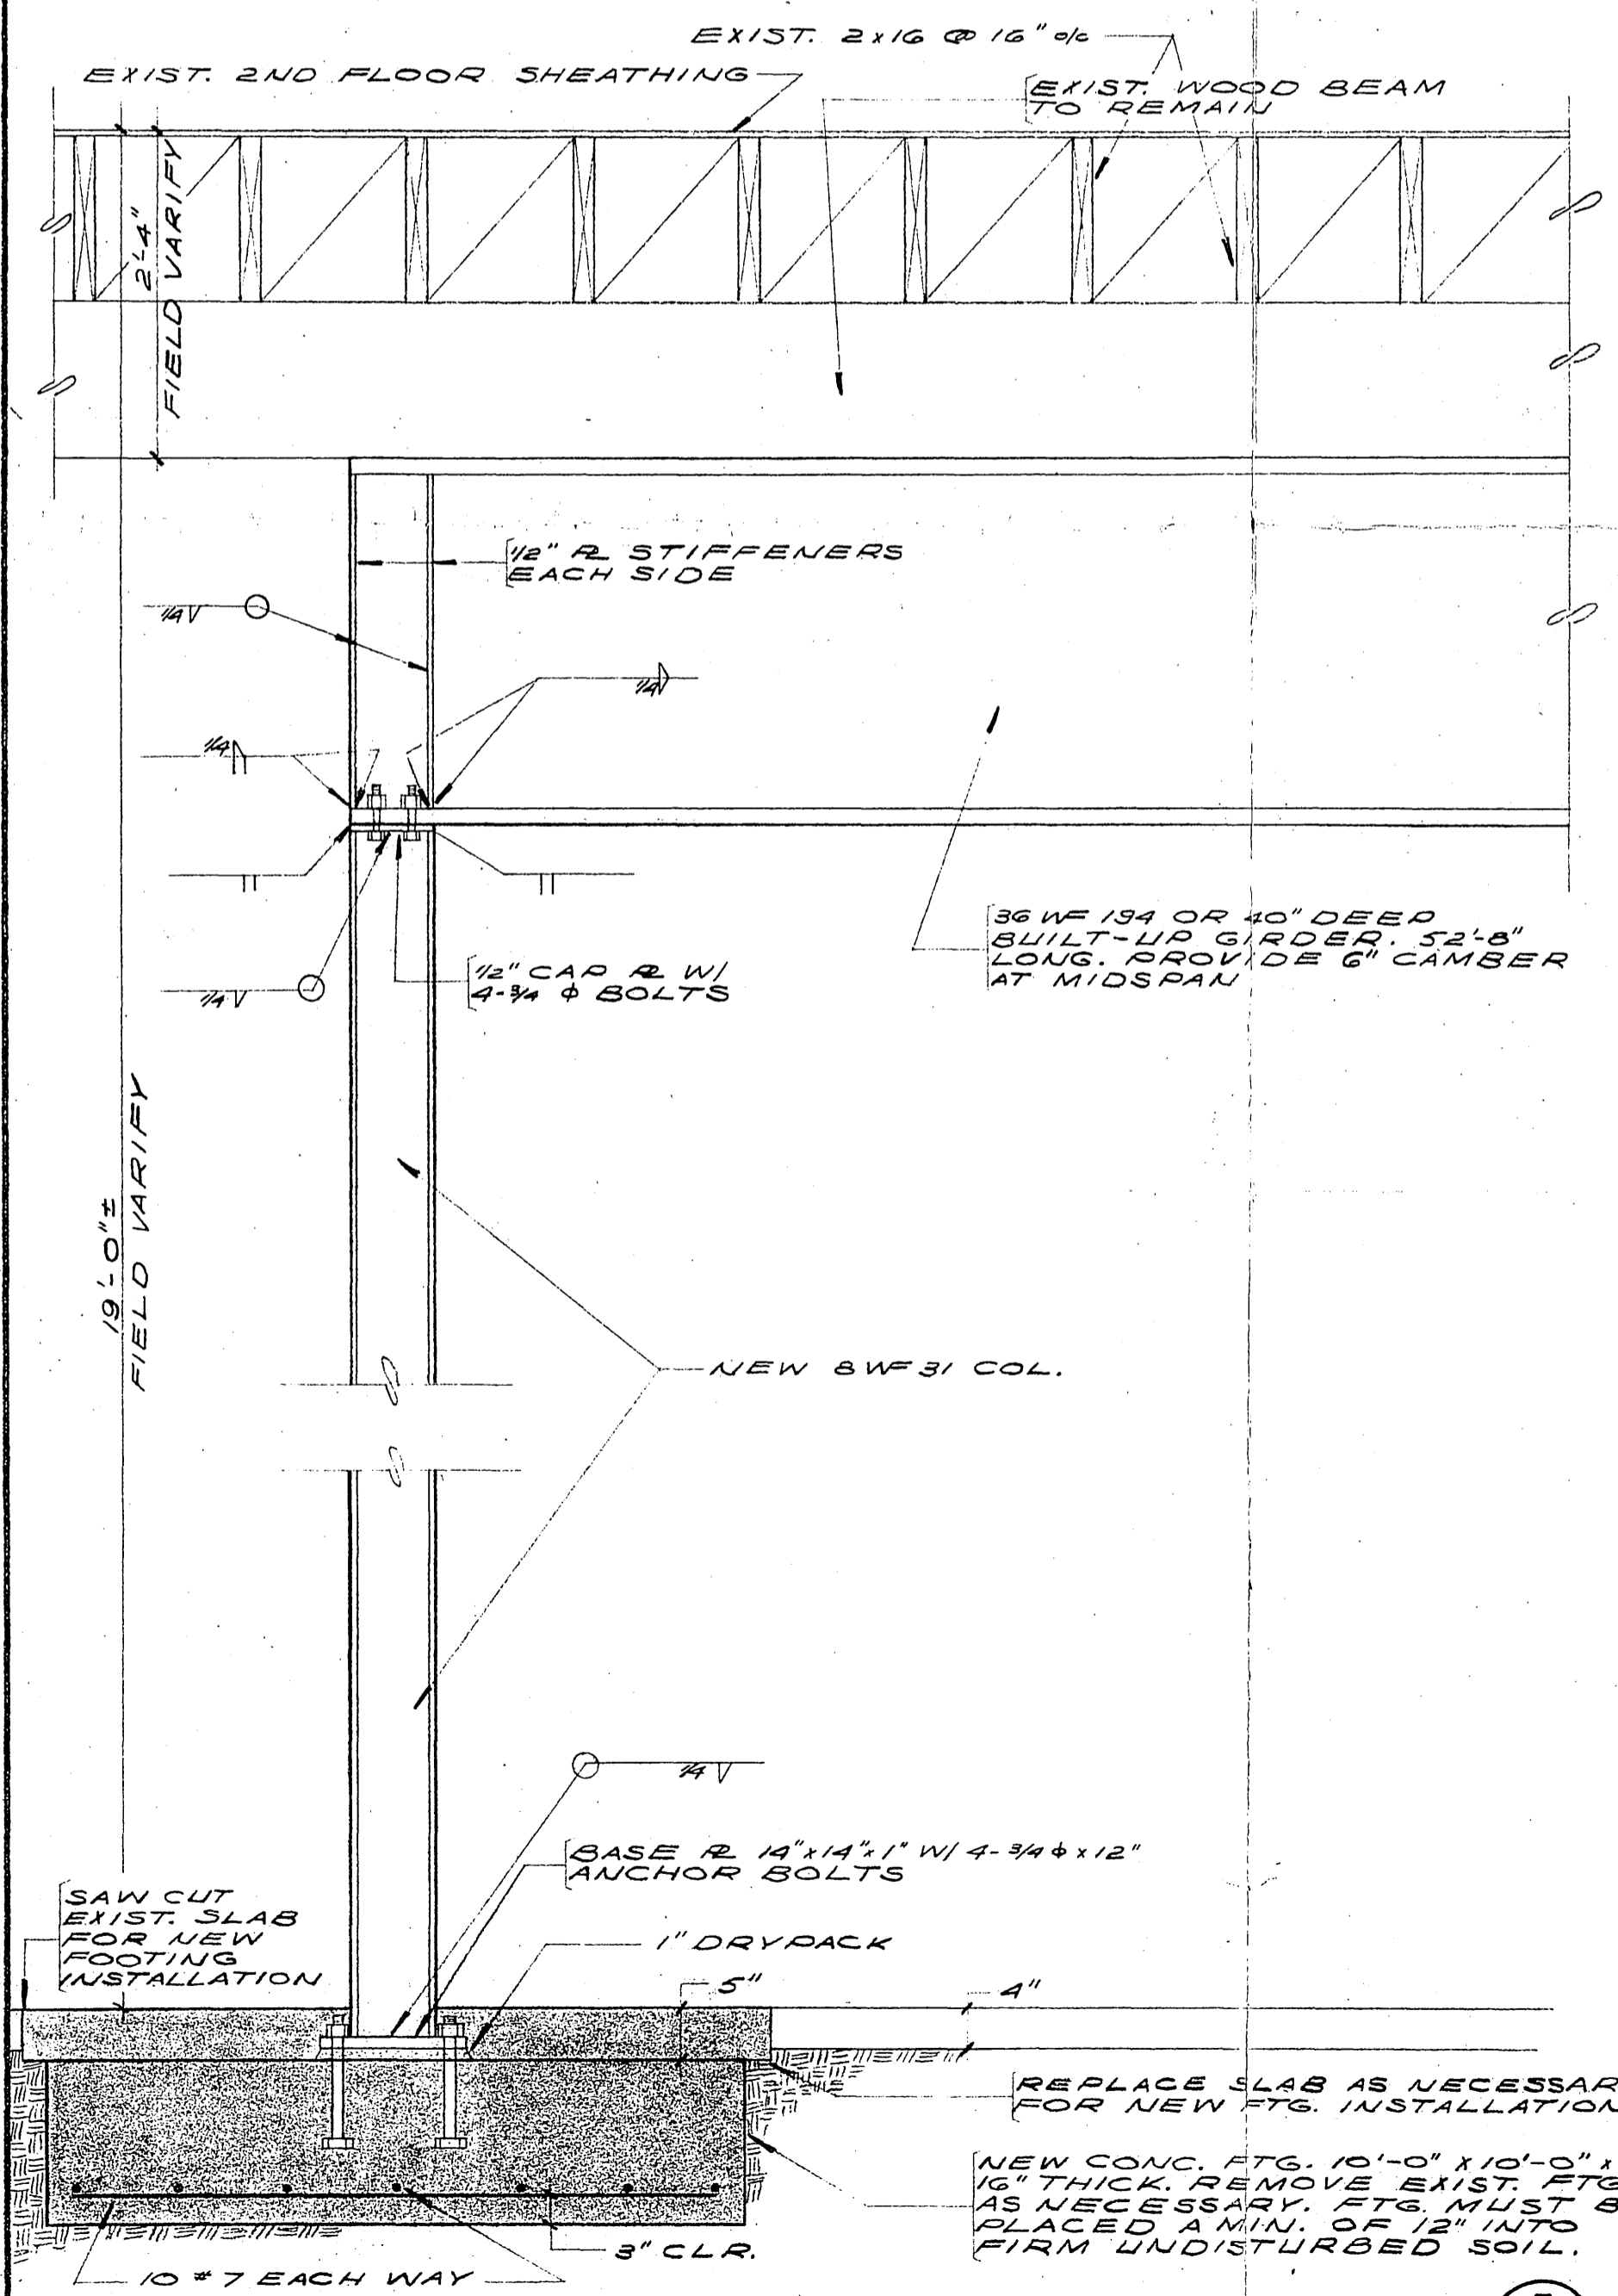 EXIST. 2x16 @ 16" o/c
EXIST. 2ND FLOOR SHEATHING
EXIST. WOOD BEAM
TO REMAIN
2'-4"
FIELD VARIFY
1/2" PL STIFFENERS
EACH SIDE
1/4
1/4
1/4
36 WF 194 OR 40" DEEP
BUILT-UP GIRDER. 52'-8"
LONG. PROVIDE 6" CAMBER
AT MIDSPAN
1/2" CAP PL W/
4-3/4 φ BOLTS
1/4
19'-0"±
FIELD VARIFY
NEW 8 WF 31 COL.
1/4
BASE PL 14"x14"x1" W/ 4-3/4 φ x 12"
ANCHOR BOLTS
SAW CUT
EXIST. SLAB
FOR NEW
FOOTING
INSTALLATION
1" DRYPACK
5"
4"
REPLACE SLAB AS NECESSAR
FOR NEW FTG. INSTALLATION
NEW CONC. FTG. 10'-0" x 10'-0" x
16" THICK. REMOVE EXIST. FTG
AS NECESSARY. FTG. MUST B
PLACED A MIN. OF 12" INTO
FIRM UNDISTURBED SOIL.
3" CLR.
10 #7 EACH WAY